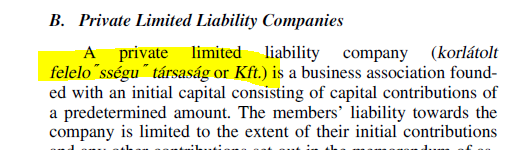 B. Private Limited Liability Companies
A private limited liability company (korlátolt
felelo˝sségu˝ társaság or Kft.) is a business association found-
ed with an initial capital consisting of capital contributions of
a predetermined amount. The members' liability towards the
company is limited to the extent of their initial contributions